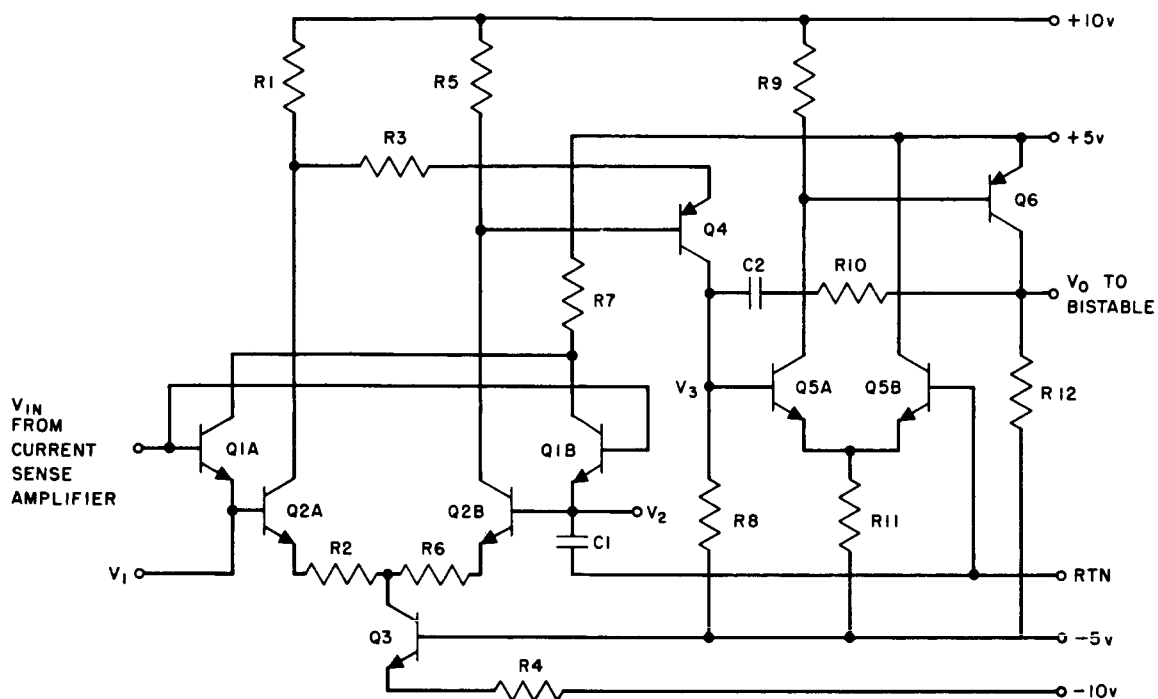 +10v
R1
R5
R9
R3
+5v
Q4
Q6
C2
R10
V₀ TO
BISTABLE
R7
V₃
Q5A
Q5B
R12
V_IN
FROM
CURRENT
SENSE
AMPLIFIER
Q1A
Q1B
Q2A
Q2B
V₂
R8
R11
C1
V₁
R2
R6
RTN
Q3
-5v
R4
-10v